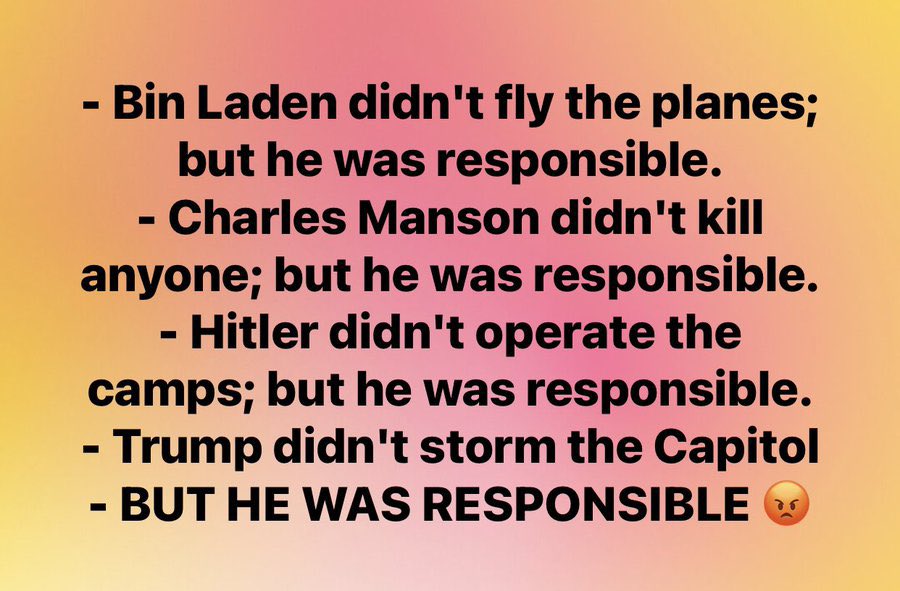 - Bin Laden didn't fly the planes;
but he was responsible.
- Charles Manson didn't kill
anyone; but he was responsible.
- Hitler didn't operate the
camps; but he was responsible.
- Trump didn't storm the Capitol
- BUT HE WAS RESPONSIBLE 😡